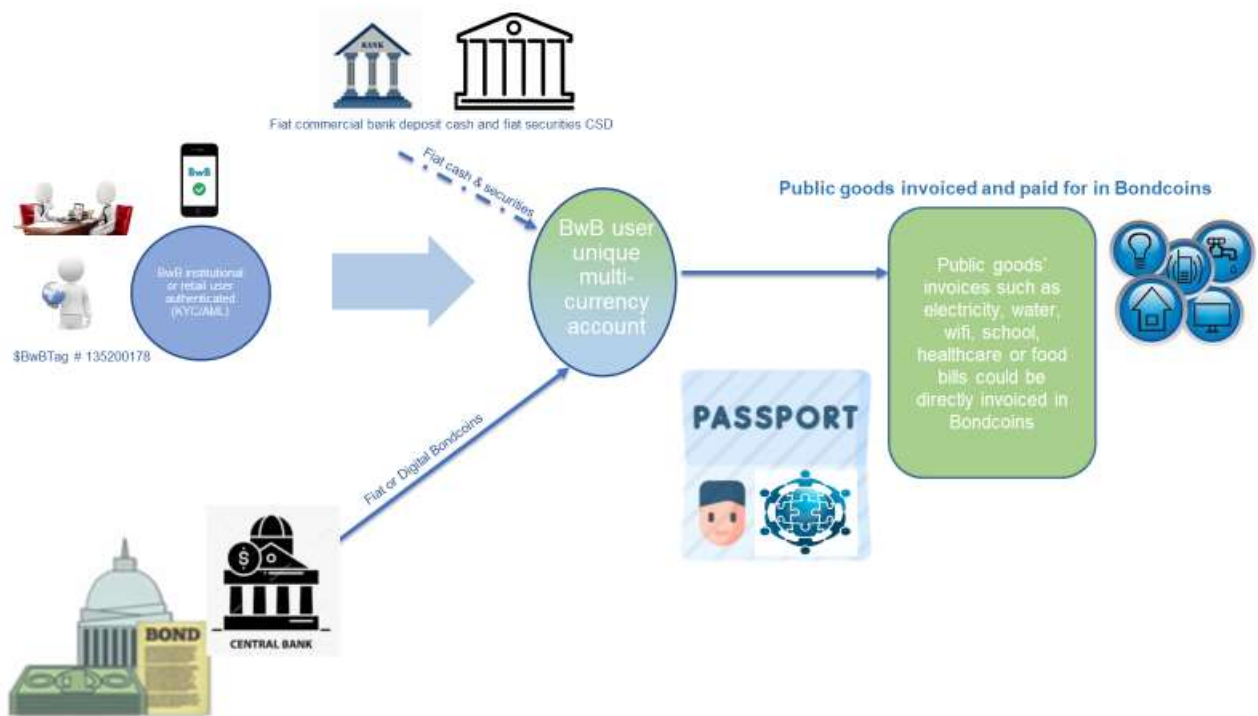 BANK
Fiat commercial bank deposit cash and fiat securities CSD
Fiat cash & securities
BwB
BwB institutional
or retail user
authenticated
(KYC/AML)
$BwBTag # 135200178
BwB user
unique
multi-
currency
account
Public goods invoiced and paid for in Bondcoins
Public goods'
invoices such as
electricity, water,
wifi, school,
healthcare or food
bills could be
directly invoiced in
Bondcoins
PASSPORT
Fiat or Digital Bondcoins
$
CENTRAL BANK
BOND